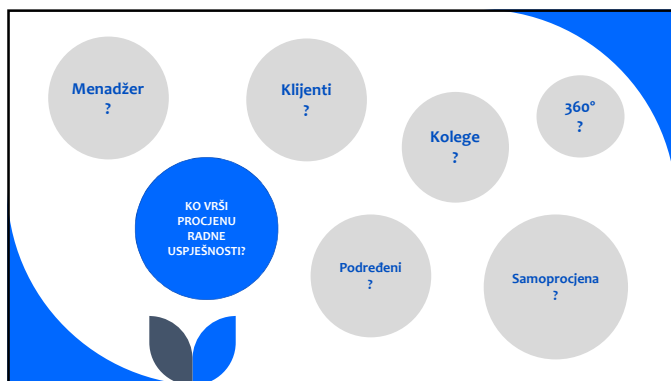 Menadžer
?
Klijenti
?
Kolege
?
360°
?
KO VRŠI
PROCJENU
RADNE
USPJEŠNOSTI?
Podređeni
?
Samoprocjena
?